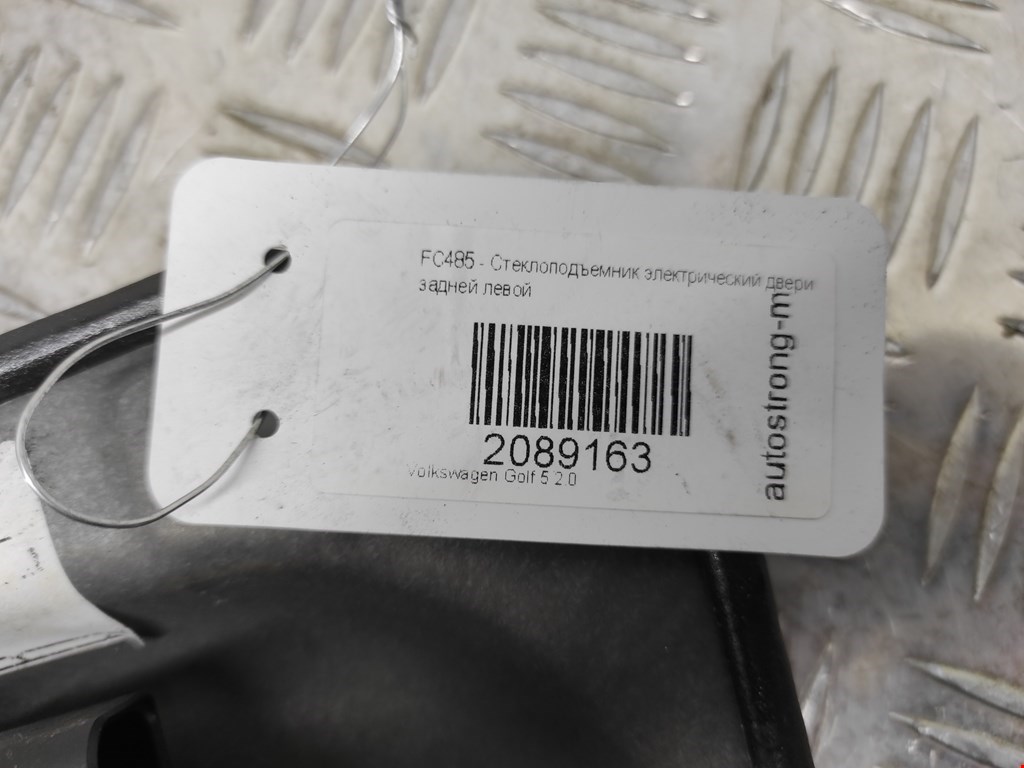 FC485 - Стеклоподъемник электрический двери
задней левой
2089163
Volkswagen Golf 5 2.0
autostrong-m